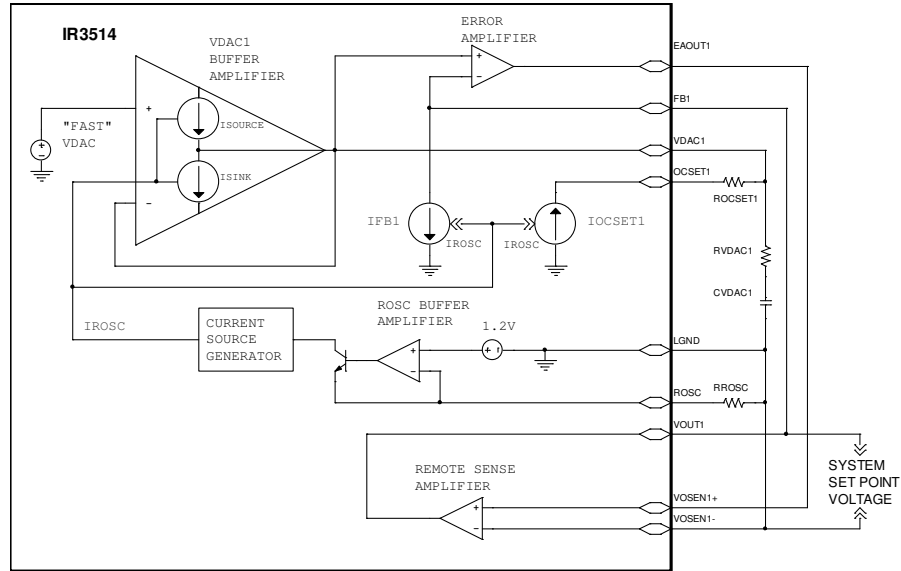 IR3514
ERROR
AMPLIFIER
VDAC1
BUFFER
AMPLIFIER
EAOUT1
"FAST"
VDAC
+
-
ISOURCE
ISINK
+
-
+
-
FB1
VDAC1
OCSET1
ROCSET1
IFB1
IROSC
IROSC
IOCSET1
RVDAC1
CVDAC1
ROSC BUFFER
AMPLIFIER
1.2V
IROSC
CURRENT
SOURCE
GENERATOR
+
-
+
-
LGND
ROSC
RROSC
VOUT1
REMOTE SENSE
AMPLIFIER
+
-
VOSEN1+
VOSEN1-
SYSTEM
SET POINT
VOLTAGE